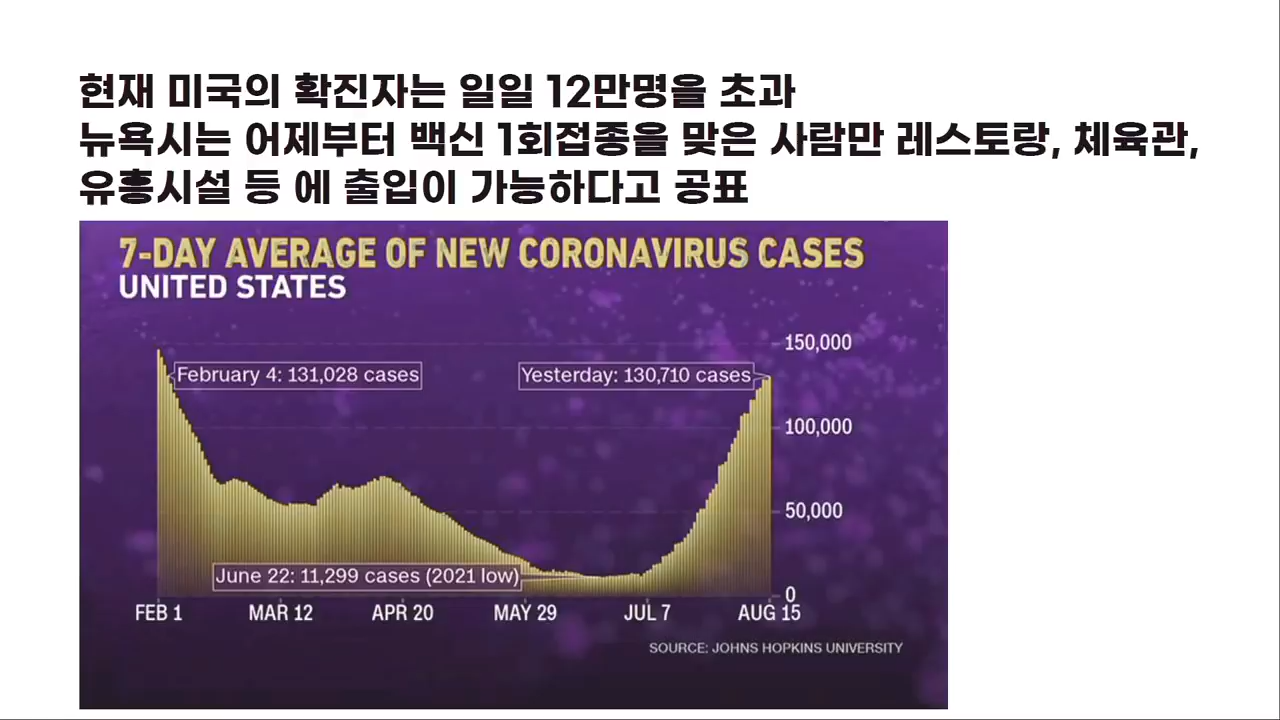 현재 미국의 확진자는 일일 12만명을 초과
뉴욕시는 어제부터 백신 1회접종을 맞은 사람만 레스토랑, 체육관,
유흥시설 등 에 출입이 가능하다고 공표
7-DAY AVERAGE OF NEW CORONAVIRUS CASES
UNITED STATES
150,000
February 4: 131,028 cases
Yesterday: 130,710 cases
100,000
50,000
June 22: 11,299 cases (2021 low)
0
FEB 1 MAR 12 APR 20 MAY 29 JUL 7 AUG 15
SOURCE: JOHNS HOPKINS UNIVERSITY